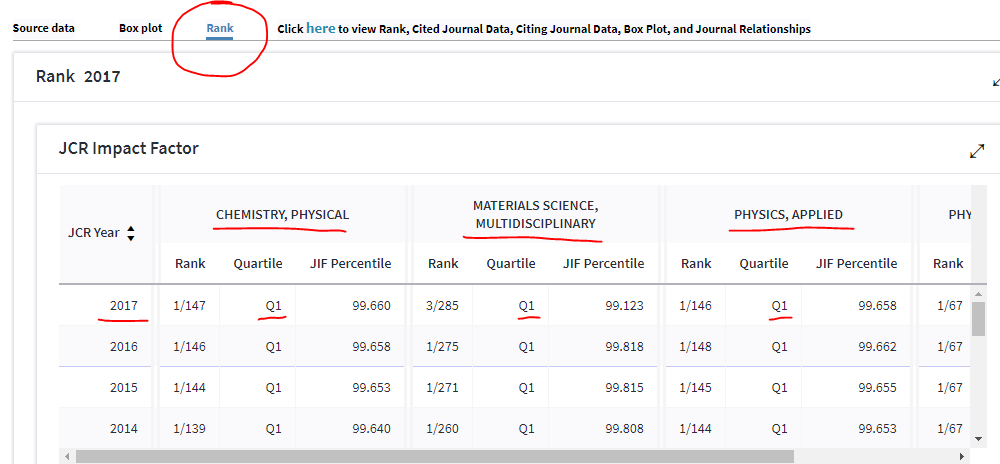 Source data Box plot Rank Click here to view Rank, Cited Journal Data, Citing Journal Data, Box Plot, and Journal Relationships
Rank 2017
JCR Impact Factor
JCR Year CHEMISTRY, PHYSICAL MATERIALS SCIENCE, MULTIDISCIPLINARY PHYSICS, APPLIED PHY
Rank Quartile JIF Percentile Rank Quartile JIF Percentile Rank Quartile JIF Percentile Rank
2017 1/147 Q1 99.660 3/285 Q1 99.123 1/146 Q1 99.658 1/67
2016 1/146 Q1 99.658 1/275 Q1 99.818 1/148 Q1 99.662 1/67
2015 1/144 Q1 99.653 1/271 Q1 99.815 1/145 Q1 99.655 1/67
2014 1/139 Q1 99.640 1/260 Q1 99.808 1/144 Q1 99.653 1/67